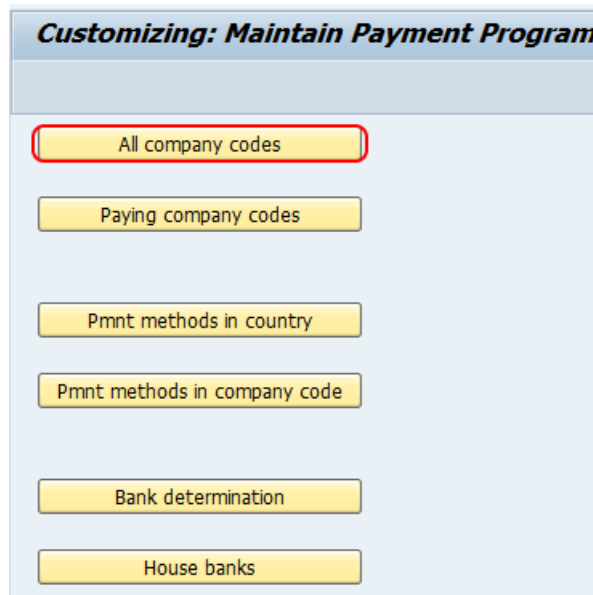 Customizing: Maintain Payment Program
All company codes
Paying company codes
Pmnt methods in country
Pmnt methods in company code
Bank determination
House banks